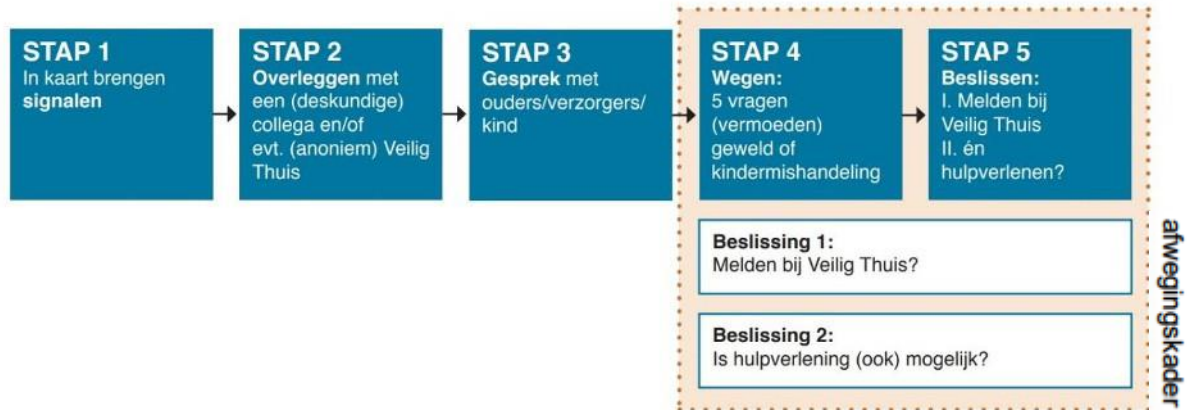 STAP 1
In kaart brengen
signalen
STAP 2
Overleggen met
een (deskundige)
collega en/of
evt. (anoniem) Veilig
Thuis
STAP 3
Gesprek met
ouders/verzorgers/
kind
STAP 4
Wegen:
5 vragen
(vermoeden)
geweld of
kindermishandeling
STAP 5
Beslissen:
I. Melden bij
Veilig Thuis
II. én
hulpverlenen?
Beslissing 1:
Melden bij Veilig Thuis?
Beslissing 2:
Is hulpverlening (ook) mogelijk?
afwegingskader